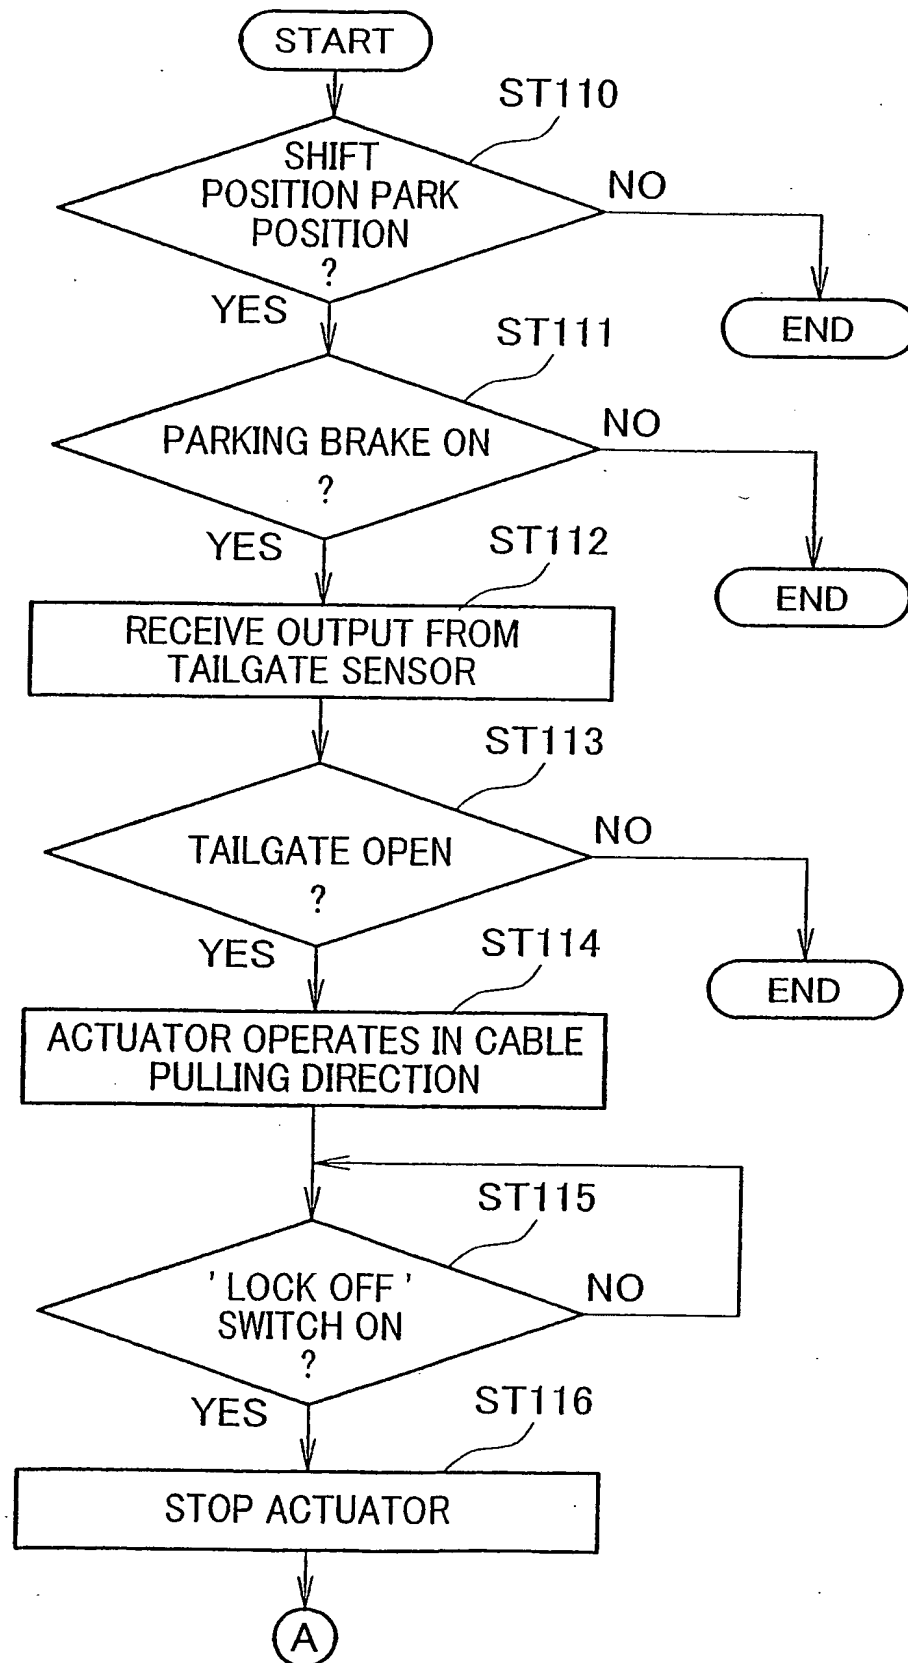 START
ST110
SHIFT
POSITION PARK
POSITION
?
NO
YES
END
ST111
PARKING BRAKE ON
?
NO
YES
END
ST112
RECEIVE OUTPUT FROM
TAILGATE SENSOR
ST113
TAILGATE OPEN
?
NO
YES
END
ST114
ACTUATOR OPERATES IN CABLE
PULLING DIRECTION
ST115
' LOCK OFF '
SWITCH ON
?
NO
YES
ST116
STOP ACTUATOR
A